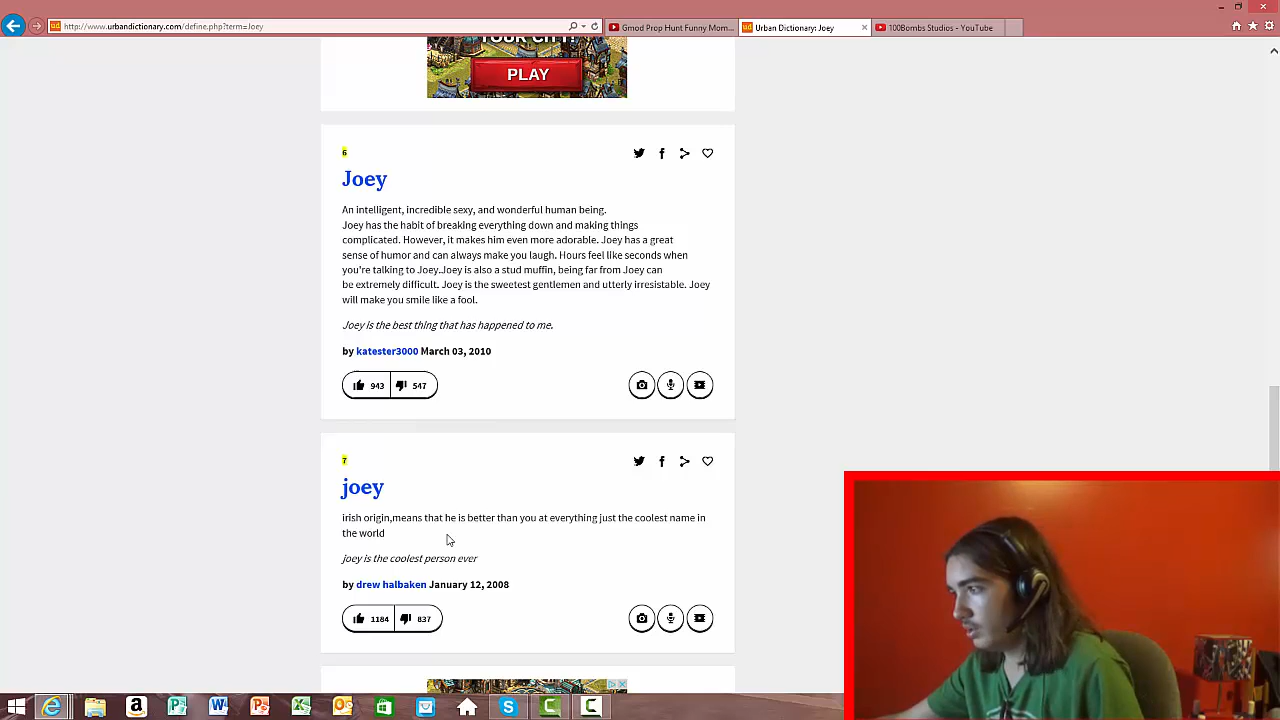 http://www.urbandictionary.com/define.php?term=Joey
Gmod Prop Hunt Funny Mom...
Urban Dictionary: Joey
100Bombs Studios - YouTube
YOUR CITY!
PLAY
6
Joey
An intelligent, incredible sexy, and wonderful human being.
Joey has the habit of breaking everything down and making things
complicated. However, it makes him even more adorable. Joey has a great
sense of humor and can always make you laugh. Hours feel like seconds when
you're talking to Joey..Joey is also a stud muffin, being far from Joey can
be extremely difficult. Joey is the sweetest gentlemen and utterly irresistable. Joey
will make you smile like a fool.
Joey is the best thing that has happened to me.
by katester3000 March 03, 2010
943
547
7
joey
irish origin,means that he is better than you at everything just the coolest name in
the world
joey is the coolest person ever
by drew halbaken January 12, 2008
1184
837